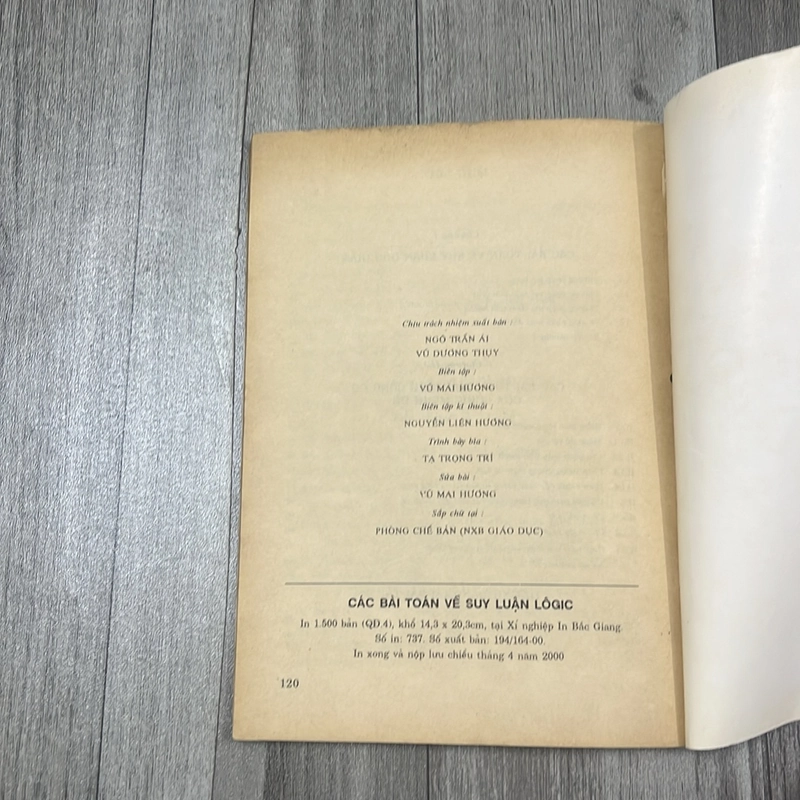 Chịu trách nhiệm xuất bản :
NGÔ TRẦN ÁI
VŨ DƯƠNG THỤY
Biên tập :
VŨ MAI HƯƠNG
Biên tập kĩ thuật :
NGUYỄN LIÊN HƯƠNG
Trình bày bìa :
TẠ TRỌNG TRÍ
Sửa bài :
VŨ MAI HƯƠNG
Sắp chữ tại :
PHÒNG CHẾ BẢN (NXB GIÁO DỤC)
CÁC BÀI TOÁN VỀ SUY LUẬN LÔGIC
In 1.500 bản (QD.4), khổ 14,3 x 20,3cm, tại Xí nghiệp In Bắc Giang.
Số in: 737. Số xuất bản: 194/164-00.
In xong và nộp lưu chiểu tháng 4 năm 2000
120